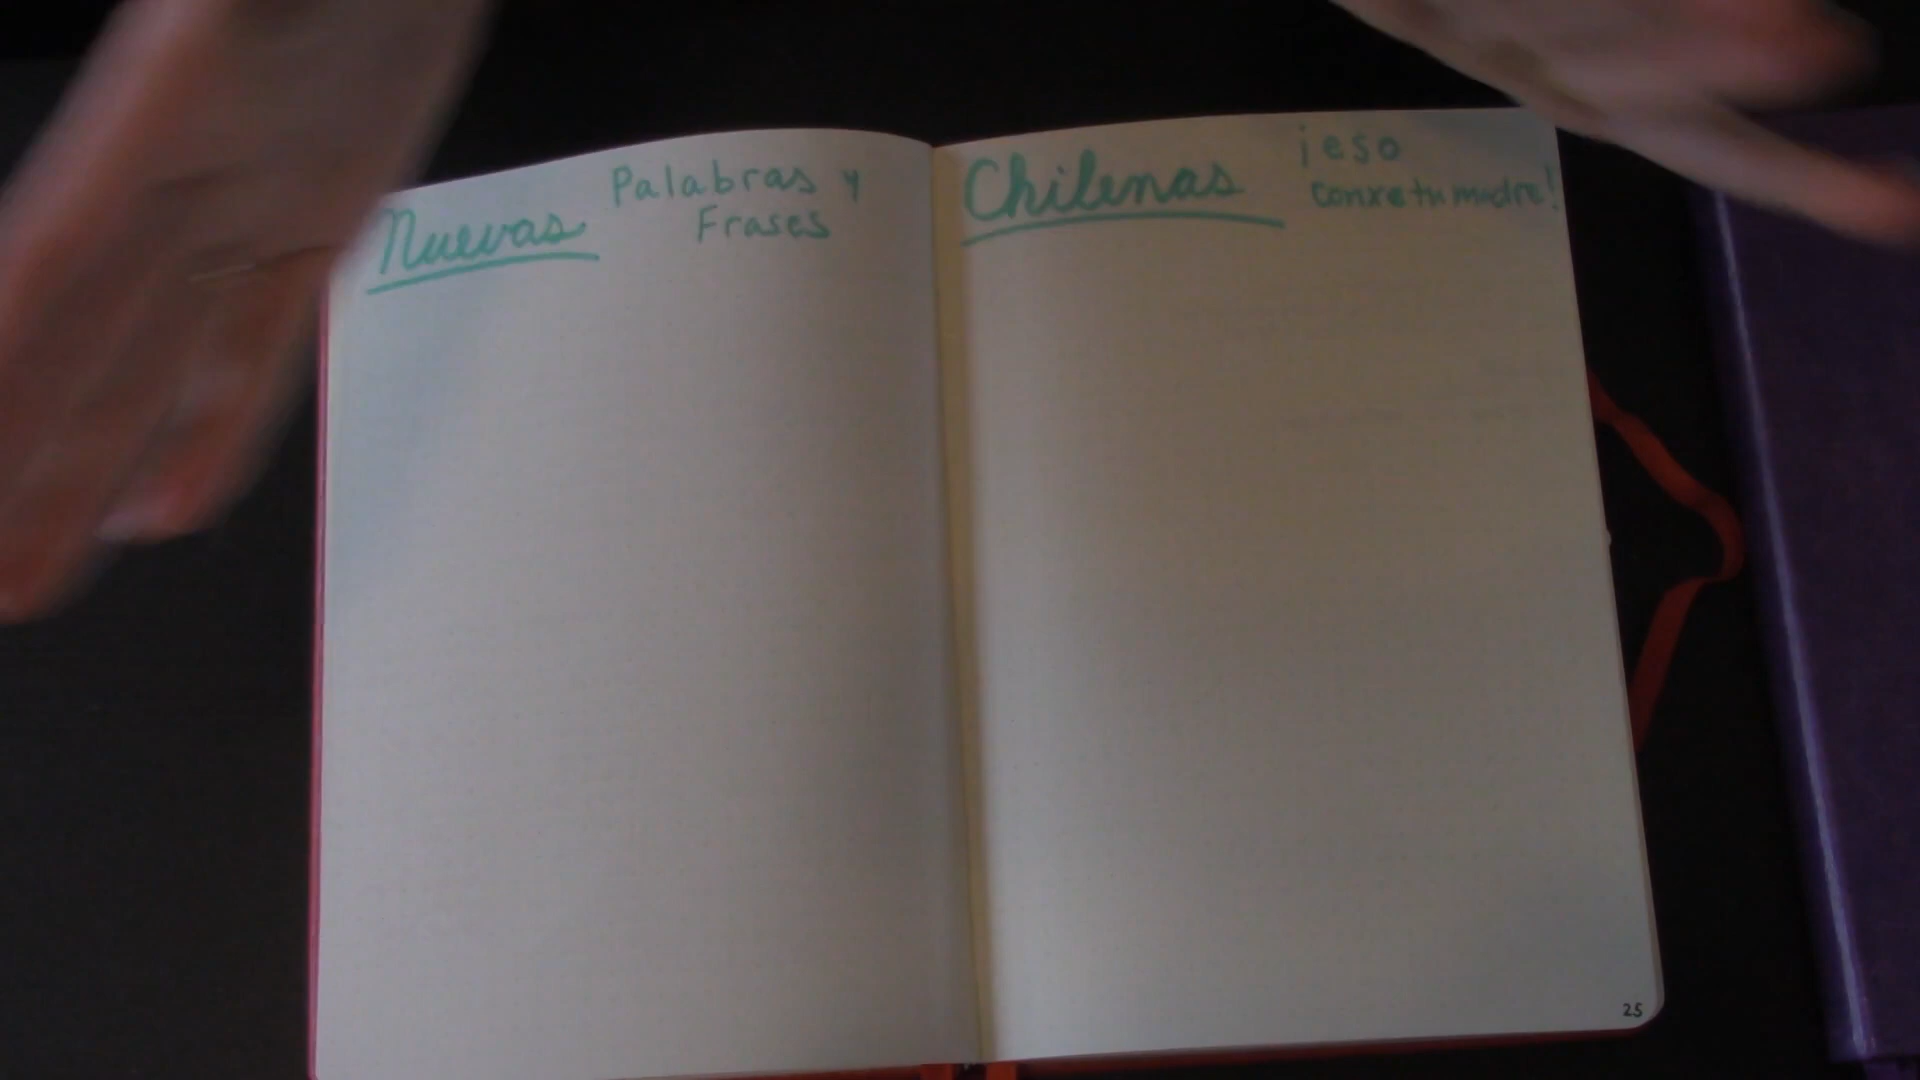 Nuevas
Palabras y
Frases
Chilenas
¡eso
conxetumadre!
25